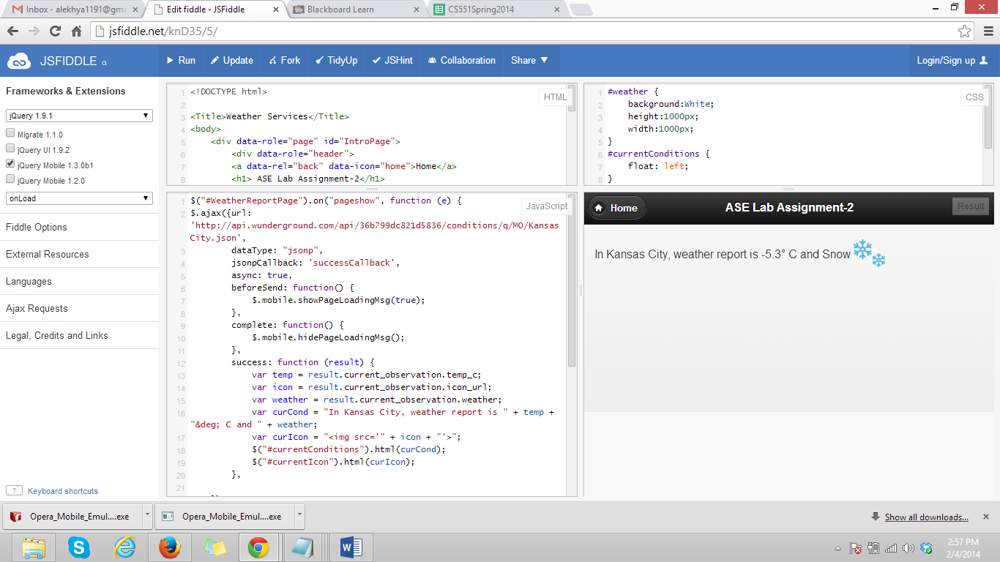 Inbox - alekhya1191@gma
Edit fiddle - JSFiddle
Blackboard Learn
CS551Spring2014
jsfiddle.net/knD35/5/
JSFIDDLE α
Run
Update
Fork
TidyUp
JSHint
Collaboration
Share
Login/Sign up
Frameworks & Extensions
jQuery 1.9.1
Migrate 1.1.0
jQuery UI 1.9.2
jQuery Mobile 1.3.0b1
jQuery Mobile 1.2.0
onLoad
Fiddle Options
External Resources
Languages
Ajax Requests
Legal, Credits and Links
? Keyboard shortcuts
HTML
1 <!DOCTYPE html>
2
3 <Title>Weather Services</Title>
4 <body>
5 <div data-role="page" id="IntroPage">
6 <div data-role="header">
7 <a data-rel="back" data-icon="home">Home</a>
8 <h1> ASE Lab Assignment-2</h1>
CSS
1 #weather {
2 background:White;
3 height:1000px;
4 width:1000px;
5 }
6 #currentConditions {
7 float: left;
8 }
JavaScript
1 $("#WeatherReportPage").on("pageshow", function (e) {
2 $.ajax({url:
'http://api.wunderground.com/api/36b799dc821d5836/conditions/q/MO/Kansas
City.json',
3 dataType: "jsonp",
4 jsonpCallback: 'successCallback',
5 async: true,
6 beforeSend: function() {
7 $.mobile.showPageLoadingMsg(true);
8 },
9 complete: function() {
10 $.mobile.hidePageLoadingMsg();
11 },
12 success: function (result) {
13 var temp = result.current_observation.temp_c;
14 var icon = result.current_observation.icon_url;
15 var weather = result.current_observation.weather;
16 var curCond = "In Kansas City, weather report is " + temp +
"&deg; C and " + weather;
17 var curIcon = "<img src='" + icon + "'>";
18 $("#currentConditions").html(curCond);
19 $("#currentIcon").html(curIcon);
20 },
21
Home
ASE Lab Assignment-2
Result
In Kansas City, weather report is -5.3° C and Snow
Opera_Mobile_Emul....exe
Opera_Mobile_Emul....exe
Show all downloads...
2:57 PM
2/4/2014